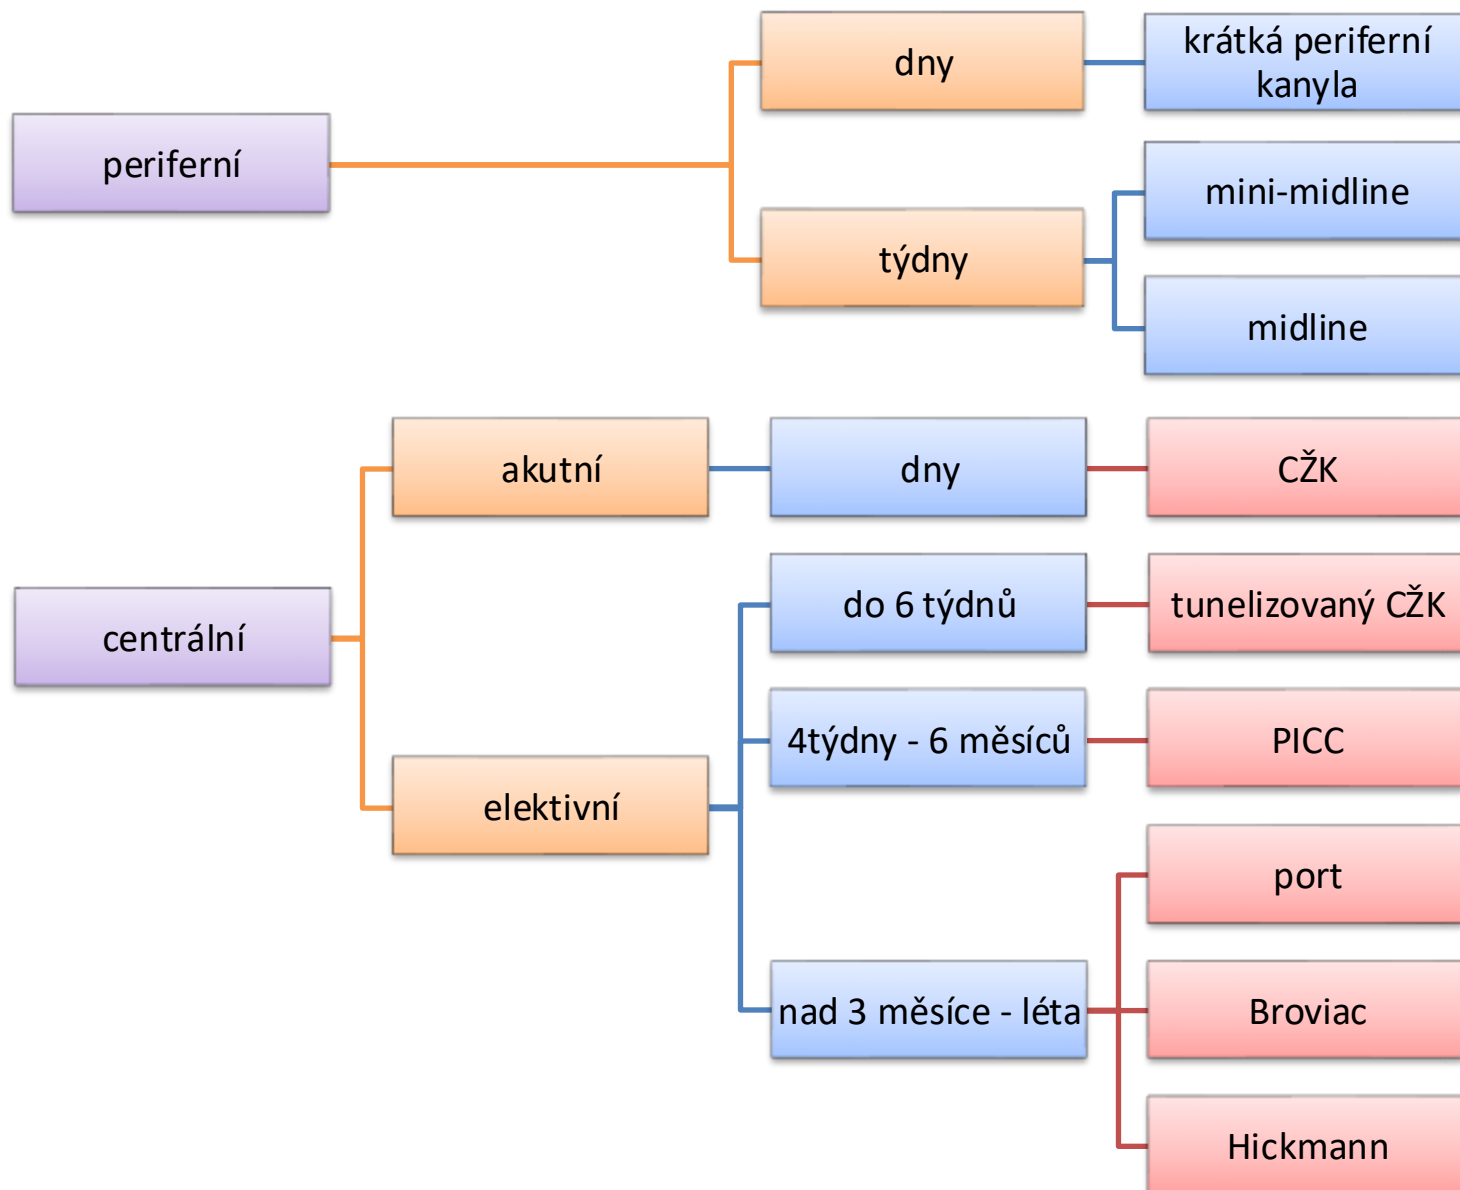 periferní
dny
krátká periferní
kanyla
týdny
mini-midline
midline
centrální
akutní
dny
CŽK
elektivní
do 6 týdnů
tunelizovaný CŽK
4týdny - 6 měsíců
PICC
nad 3 měsíce - léta
port
Broviac
Hickmann